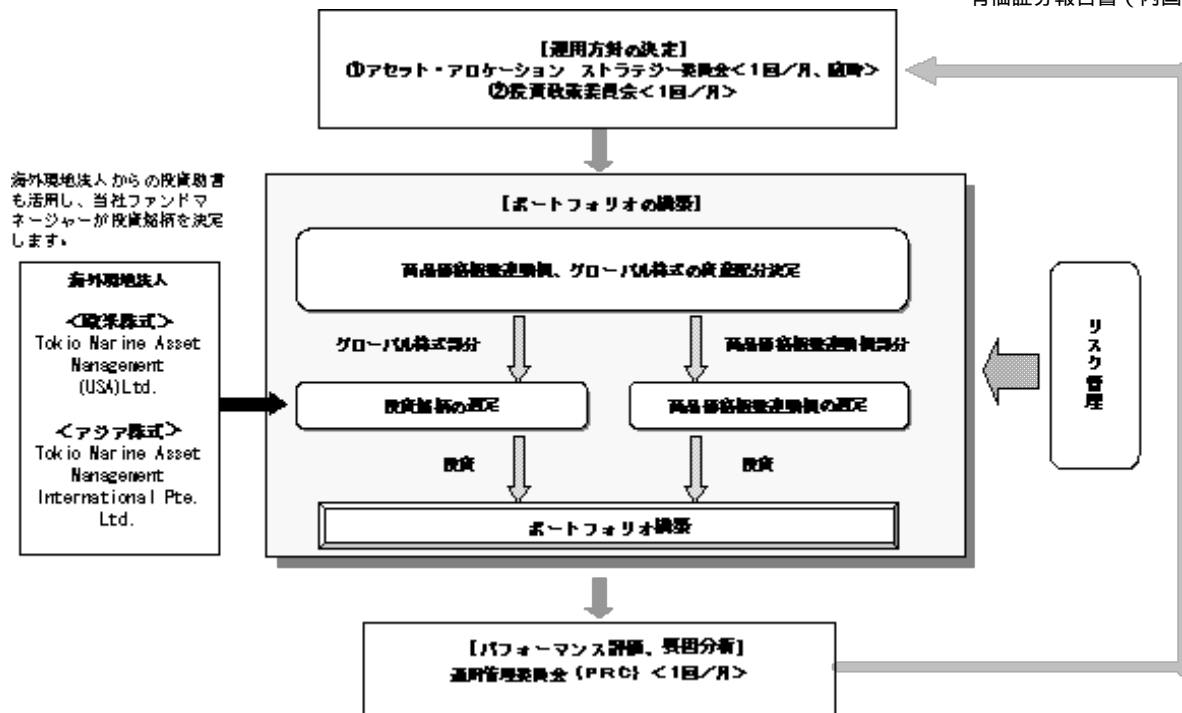 【運用方針の決定】
①アセット・アロケーション ストラテジー委員会<1回/月、随時>
②投資政策委員会<1回/月>
海外現地法人からの投資助言
も活用し、当社ファンドマ
ネージャーが投資銘柄を決定
します。
海外現地法人
<欧米株式>
Tokio Marine Asset
Management
(USA)Ltd.
<アジア株式>
Tokio Marine Asset
Management
International Pte.
Ltd.
【ポートフォリオの構築】
商品価格指数連動債、グローバル株式の資産配分決定
グローバル株式部分
商品価格指数連動債部分
投資銘柄の選定
商品価格指数連動債の選定
投資
投資
ポートフォリオ構築
リスク管理
【パフォーマンス評価、要因分析】
運用管理委員会(PRC)<1回/月>